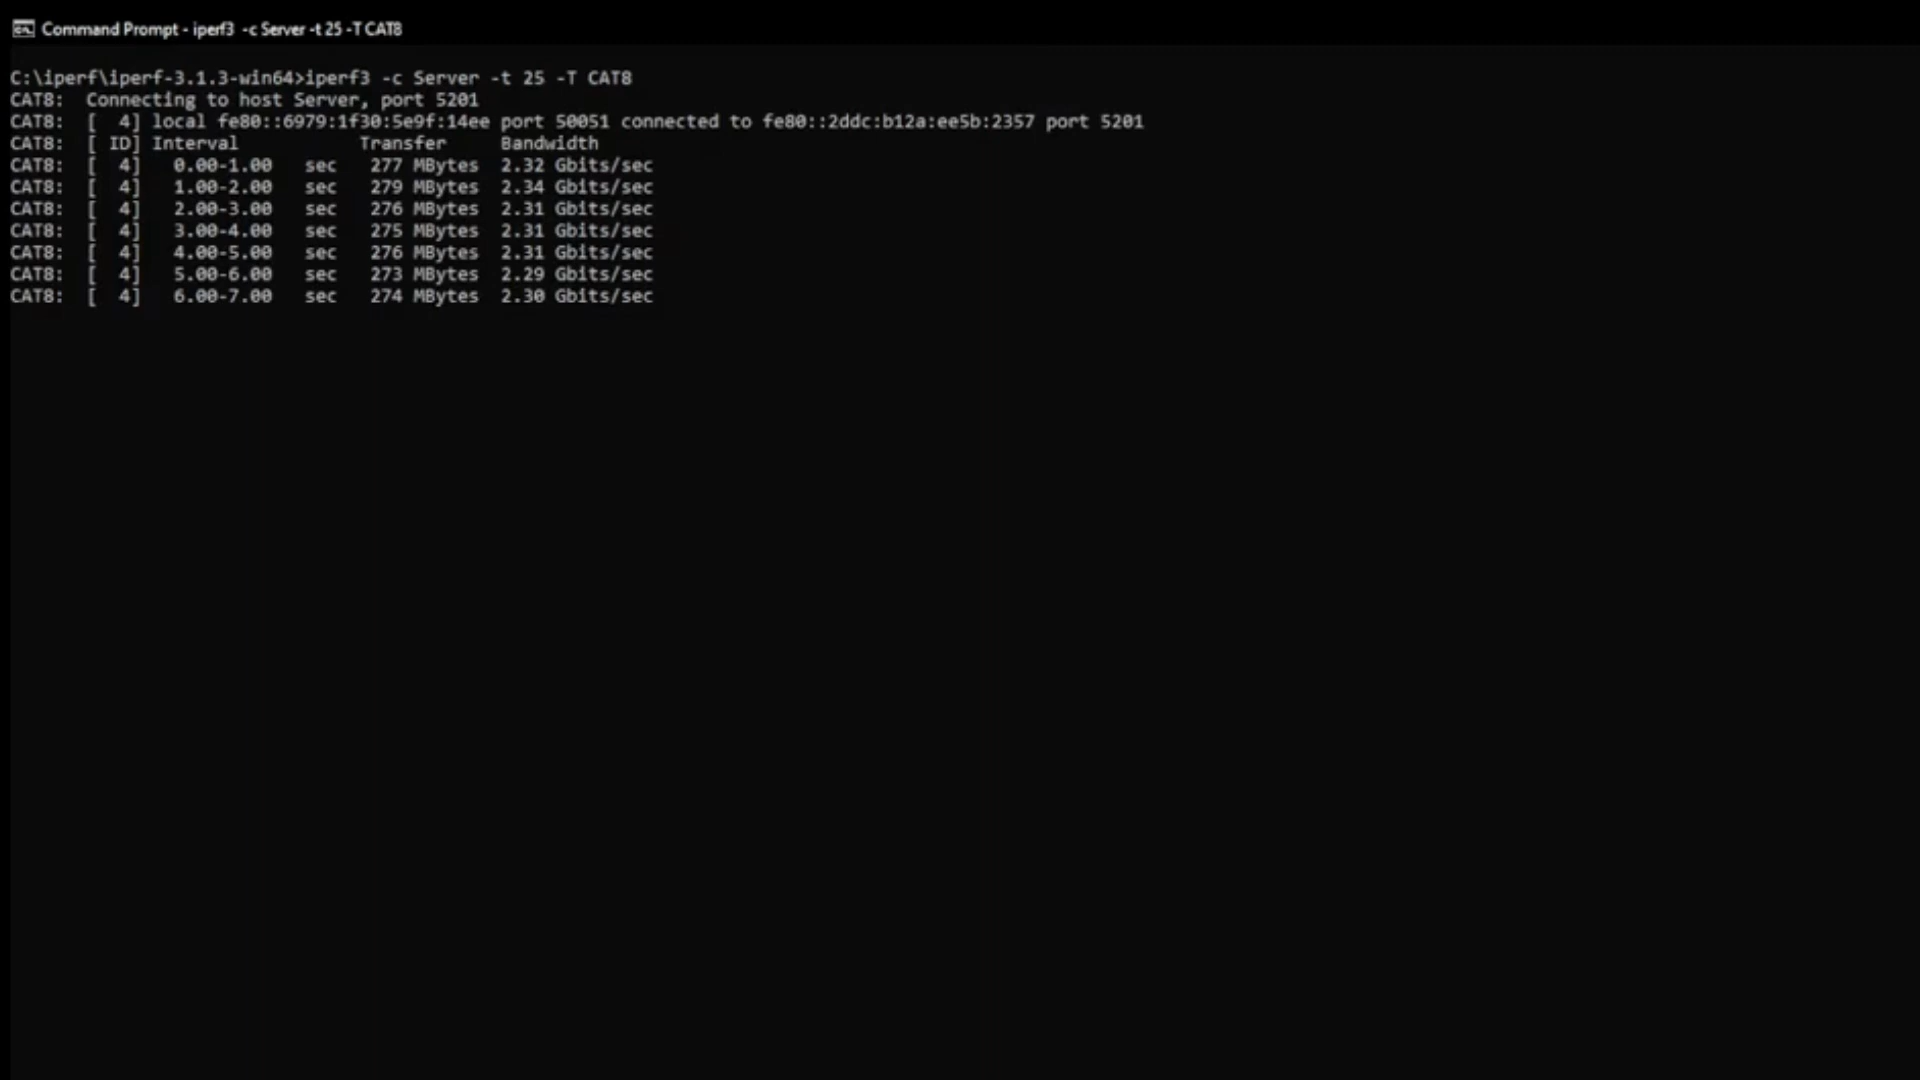 Command Prompt - iperf3 -c Server -t 25 -T CAT8
C:\iperf\iperf-3.1.3-win64>iperf3 -c Server -t 25 -T CAT8
CAT8:  Connecting to host Server, port 5201
CAT8:  [  4] local fe80::6979:1f30:5e9f:14ee port 50051 connected to fe80::2ddc:b12a:ee5b:2357 port 5201
CAT8:  [ ID] Interval           Transfer     Bandwidth
CAT8:  [  4]   0.00-1.00   sec   277 MBytes  2.32 Gbits/sec
CAT8:  [  4]   1.00-2.00   sec   279 MBytes  2.34 Gbits/sec
CAT8:  [  4]   2.00-3.00   sec   276 MBytes  2.31 Gbits/sec
CAT8:  [  4]   3.00-4.00   sec   275 MBytes  2.31 Gbits/sec
CAT8:  [  4]   4.00-5.00   sec   276 MBytes  2.31 Gbits/sec
CAT8:  [  4]   5.00-6.00   sec   273 MBytes  2.29 Gbits/sec
CAT8:  [  4]   6.00-7.00   sec   274 MBytes  2.30 Gbits/sec